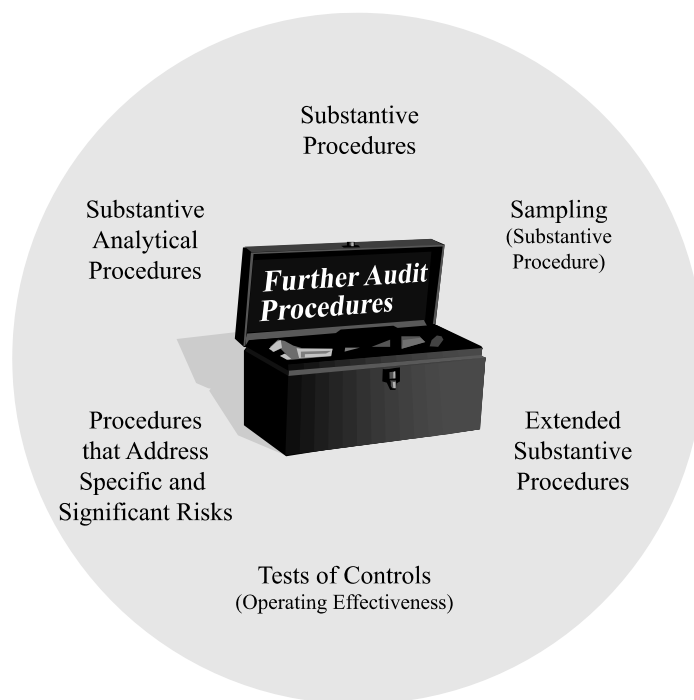 Substantive
Procedures
Substantive
Analytical
Procedures
Sampling
(Substantive
Procedure)
Further Audit
Procedures
Procedures
that Address
Specific and
Significant Risks
Extended
Substantive
Procedures
Tests of Controls
(Operating Effectiveness)